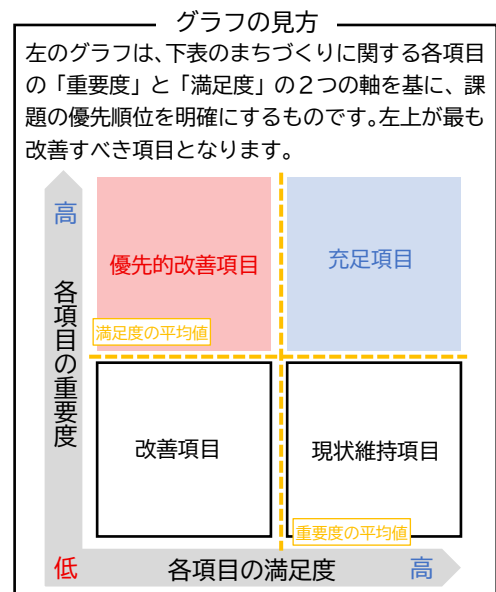 グラフの見方
左のグラフは、下表のまちづくりに関する各項目
の「重要度」と「満足度」の２つの軸を基に、課
題の優先順位を明確にするものです。左上が最も
改善すべき項目となります。
高
優先的改善項目
充足項目
各項目の重要度
満足度の平均値
改善項目
現状維持項目
重要度の平均値
低
各項目の満足度
高